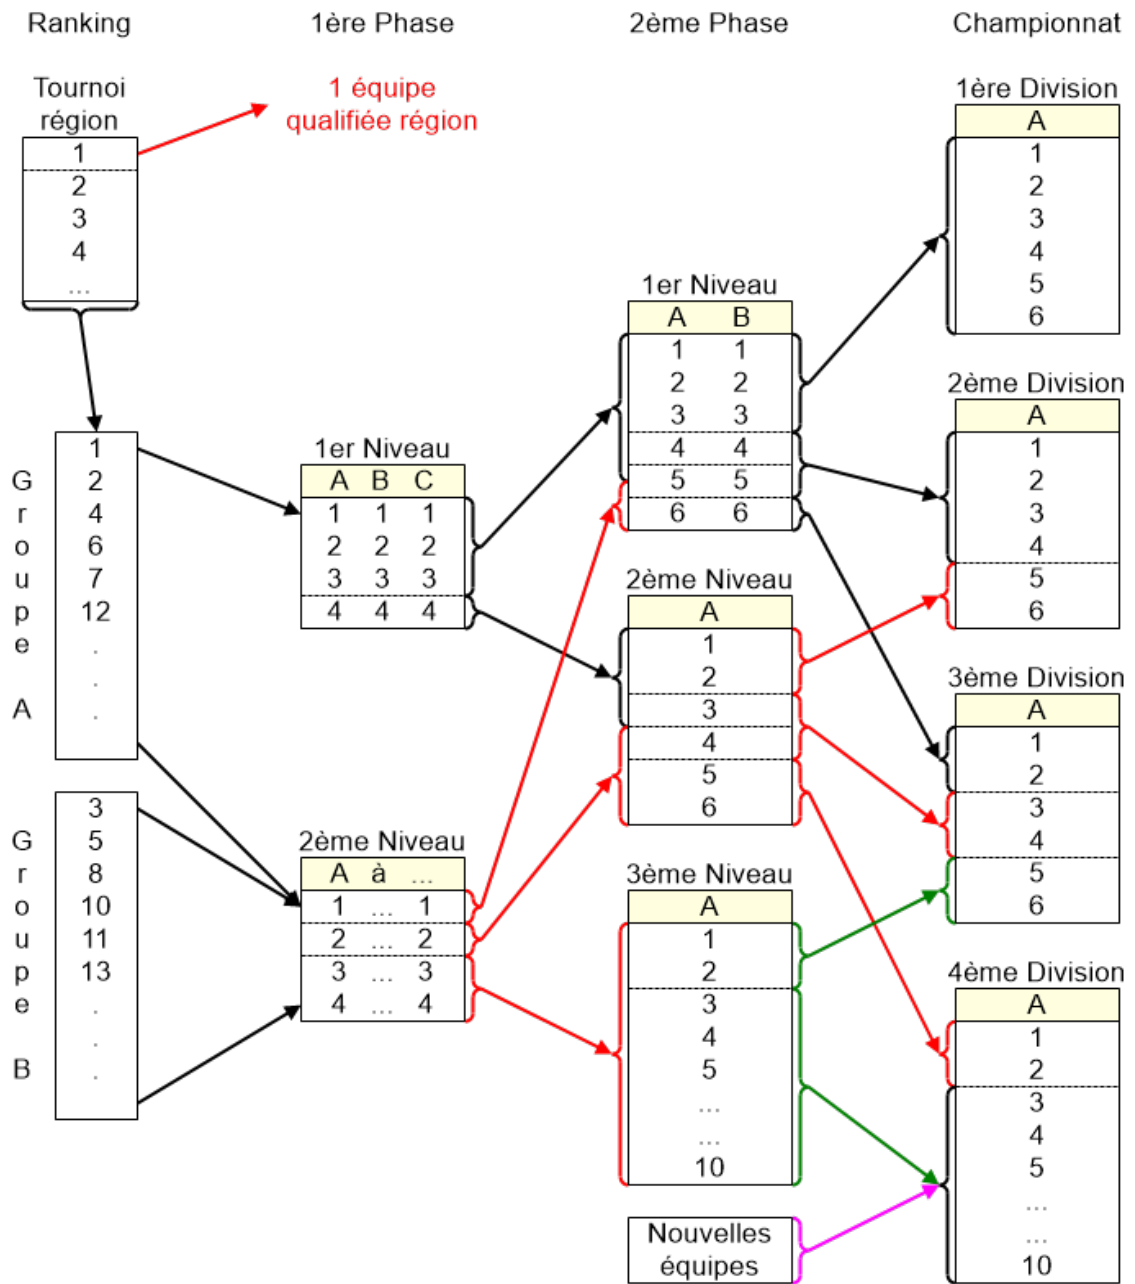 Ranking
1ère Phase
2ème Phase
Championnat
Tournoi
région
1
2
3
4
...
1 équipe
qualifiée région
Groupe A
1
2
4
6
7
12
.
.
.
Groupe B
3
5
8
10
11
13
.
.
.
1er Niveau
A B C
1 1 1
2 2 2
3 3 3
4 4 4
2ème Niveau
A à ...
1 ... 1
2 ... 2
3 ... 3
4 ... 4
1er Niveau
A B
1 1
2 2
3 3
4 4
5 5
6 6
2ème Niveau
A
1
2
3
4
5
6
3ème Niveau
A
1
2
3
4
5
...
...
10
Nouvelles
équipes
1ère Division
A
1
2
3
4
5
6
2ème Division
A
1
2
3
4
5
6
3ème Division
A
1
2
3
4
5
6
4ème Division
A
1
2
3
4
5
...
...
10